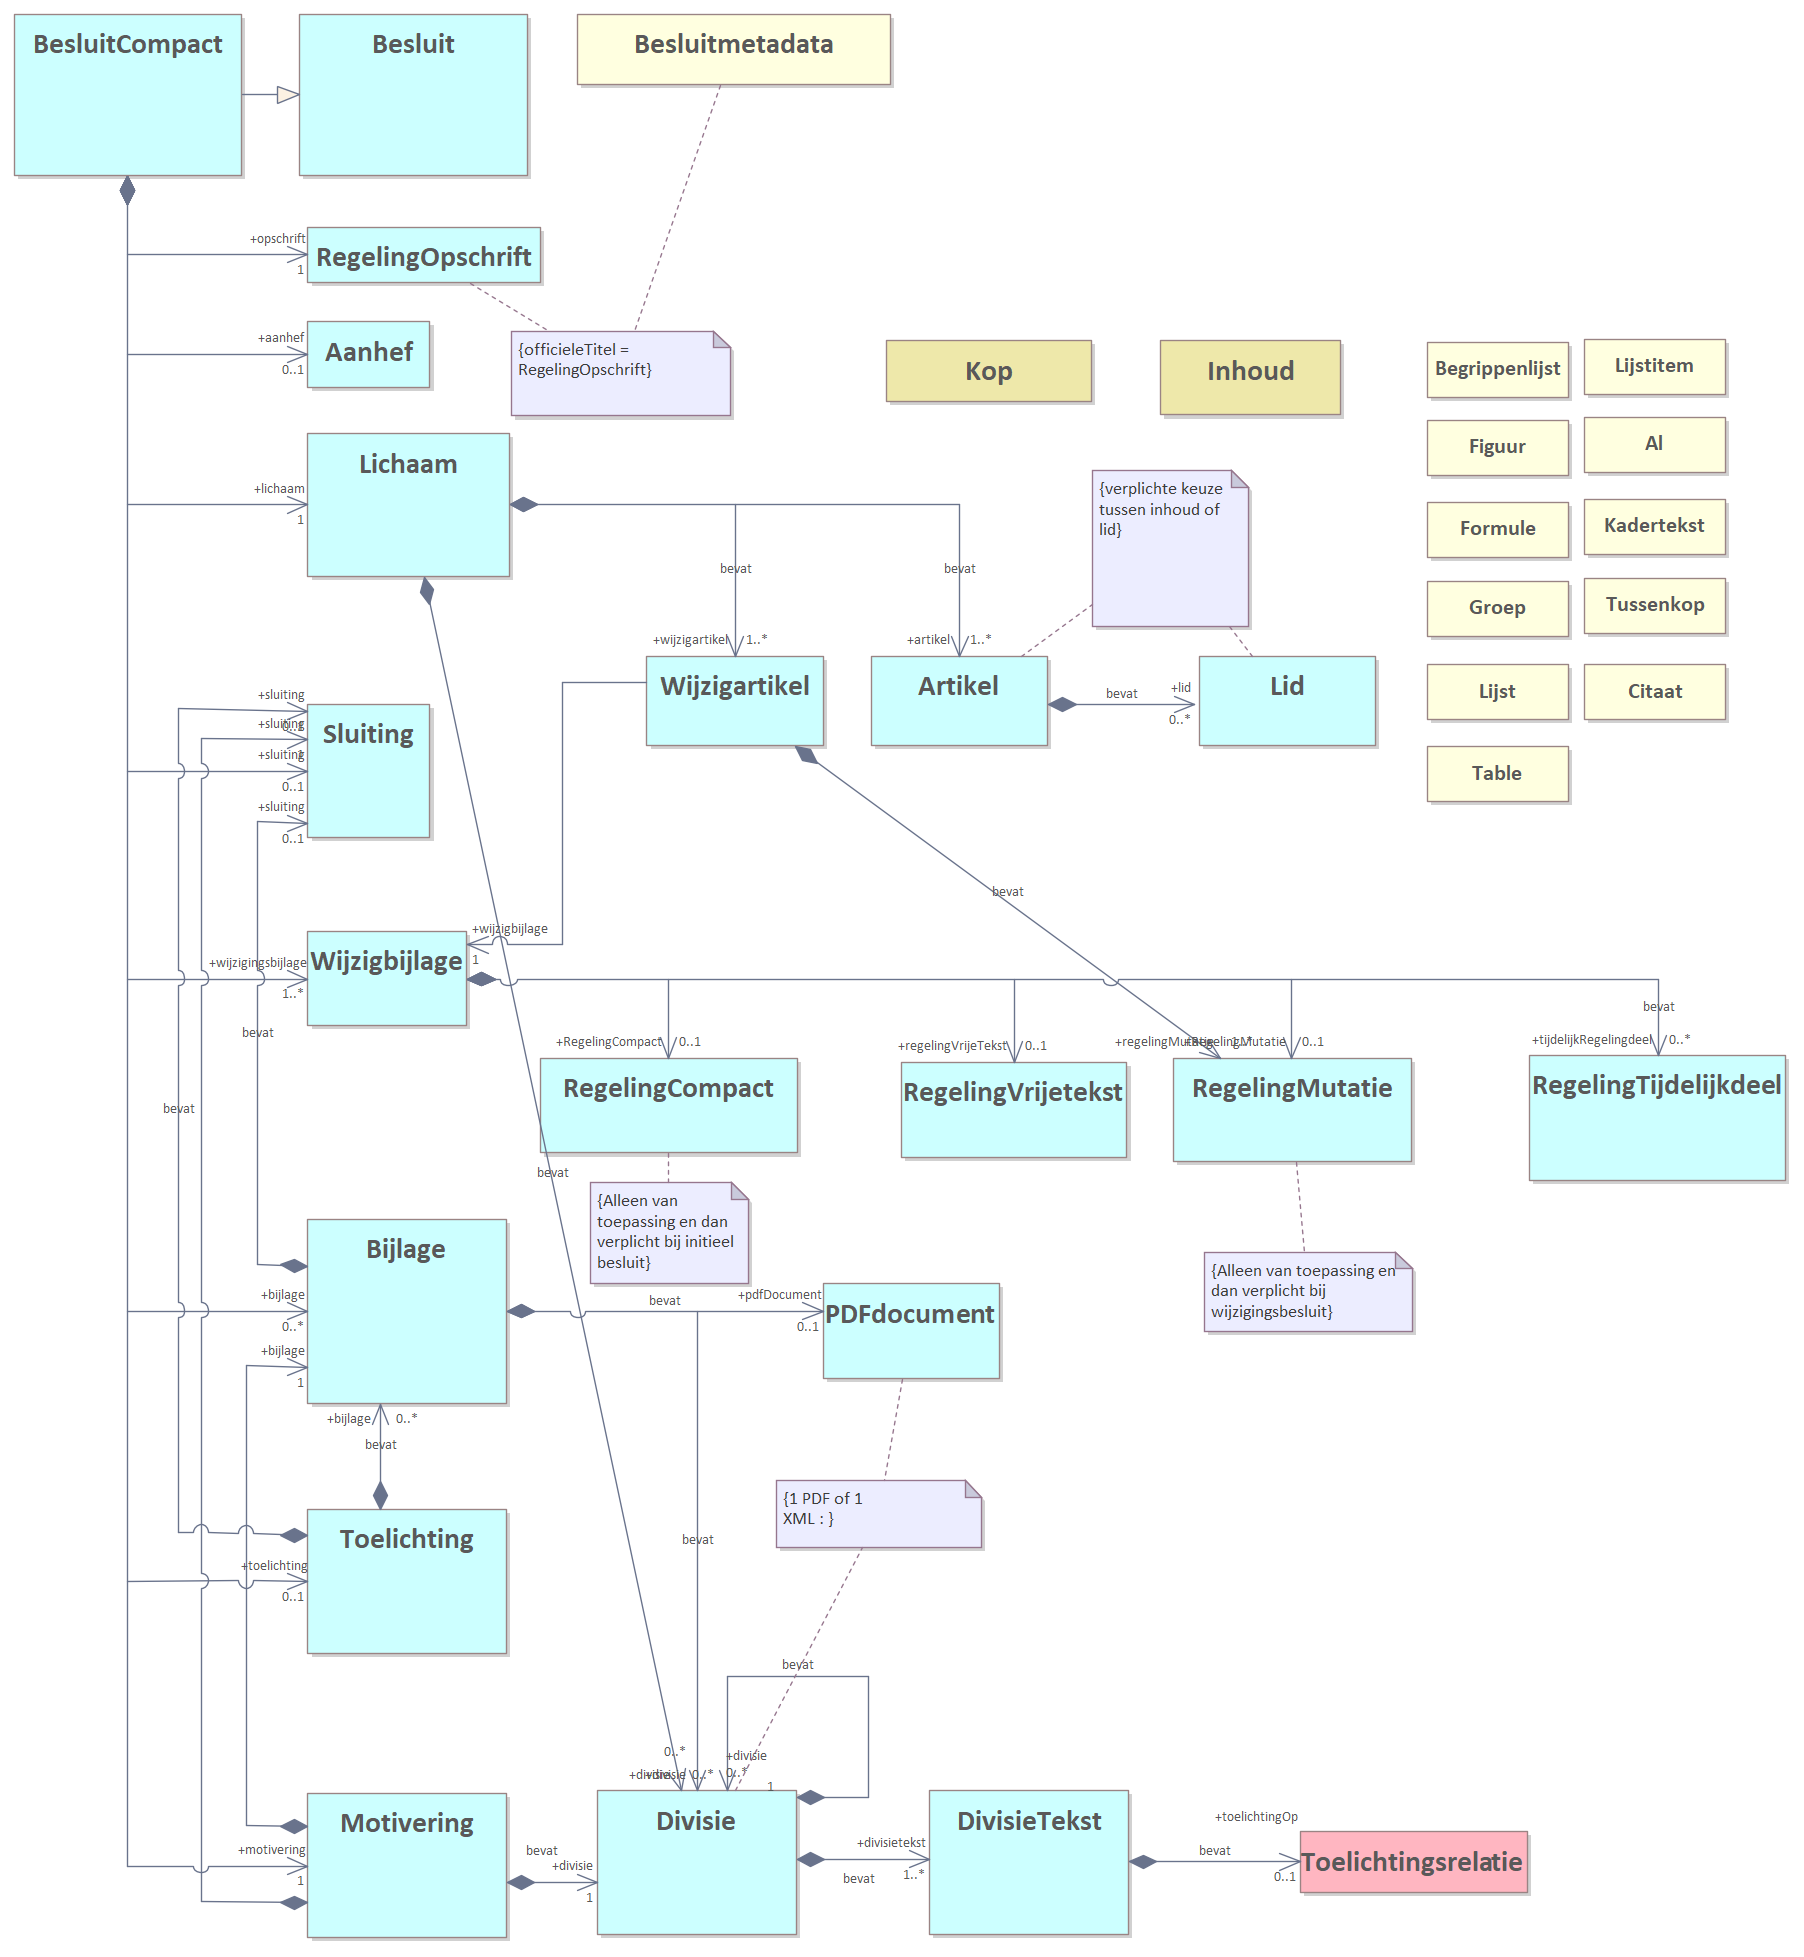 BesluitCompact
Besluit
Besluitmetadata
+opschrift
1
RegelingOpschrift
+aanhef
0..1
Aanhef
{officieleTitel =
RegelingOpschrift}
Kop
Inhoud
Begrippenlijst
Lijstitem
Figuur
Al
Formule
Kadertekst
Groep
Tussenkop
Lijst
Citaat
Table
+lichaam
1
Lichaam
{verplichte keuze
tussen inhoud of
lid}
bevat
bevat
+wijzigartikel
1..*
+artikel
1..*
Wijzigartikel
Artikel
bevat
+lid
0..*
Lid
+sluiting
+sluiting
+sluiting
0..1
+sluiting
0..1
Sluiting
bevat
+wijzigbijlage
1
+wijzigingsbijlage
1..*
Wijzigbijlage
bevat
bevat
+RegelingCompact
0..1
+regelingVrijeTekst
0..1
+regelingMutatie
+RegelingMutatie
0..1
+tijdelijkRegelingdeel
0..*
RegelingCompact
RegelingVrijetekst
RegelingMutatie
RegelingTijdelijkdeel
bevat
bevat
{Alleen van
toepassing en dan
verplicht bij initieel
besluit}
{Alleen van toepassing en
dan verplicht bij
wijzigingsbesluit}
Bijlage
+bijlage
0..*
+bijlage
1
bevat
+pdfDocument
0..1
PDFdocument
+bijlage
0..*
bevat
{1 PDF of 1
XML : }
Toelichting
+toelichting
0..1
bevat
bevat
0..*
+divisie
+divisie
0..*
+divisie
0..*
1
Motivering
+motivering
1
bevat
+divisie
1
Divisie
+divisietekst
bevat
1..*
DivisieTekst
+toelichtingOp
bevat
0..1
Toelichtingsrelatie